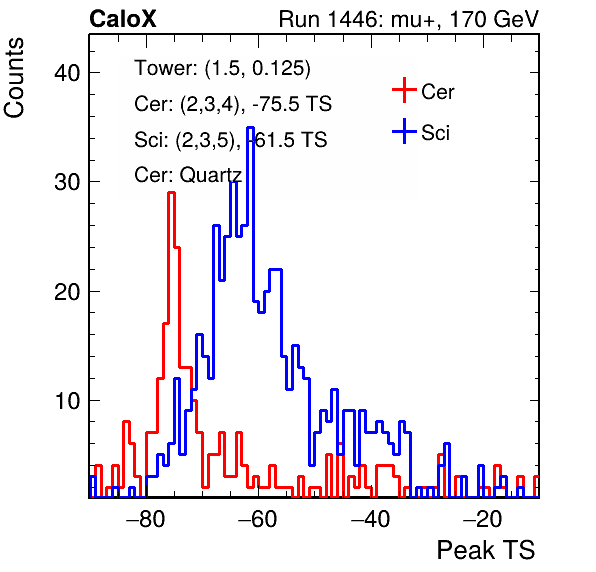 CaloX Run 1446: mu+, 170 GeV
Counts
Tower: (1.5, 0.125)
Cer: (2,3,4), -75.5 TS
Sci: (2,3,5), -61.5 TS
Cer: Quartz
Cer
Sci
40
30
20
10
−80 −60 −40 −20
Peak TS